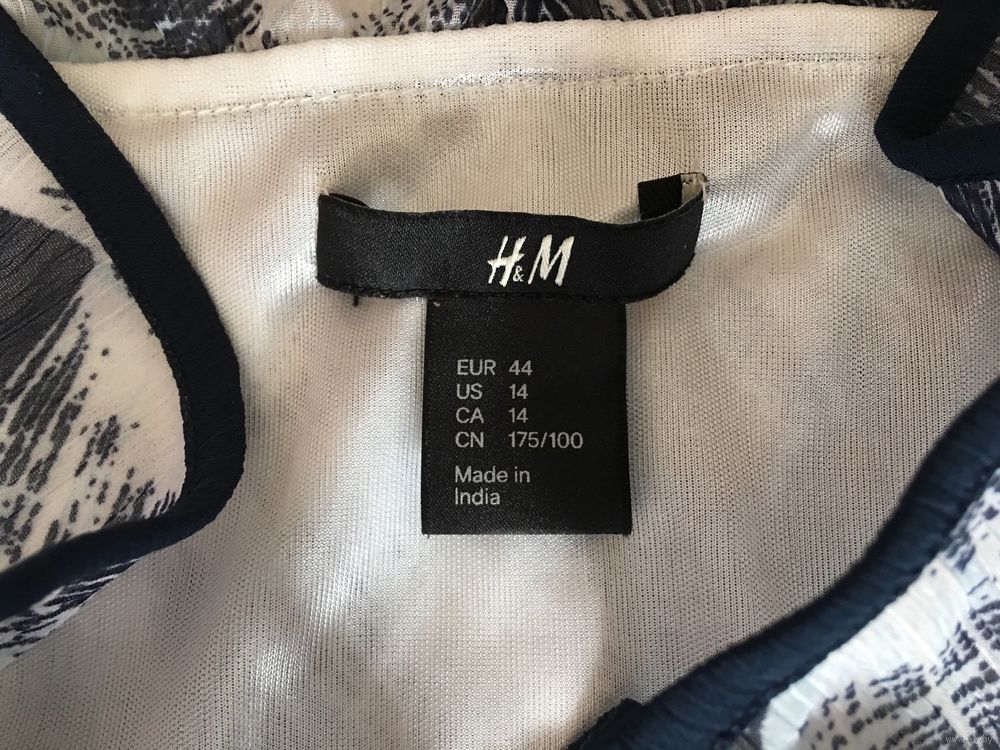 H&M
EUR 44
US 14
CA 14
CN 175/100
Made in
India